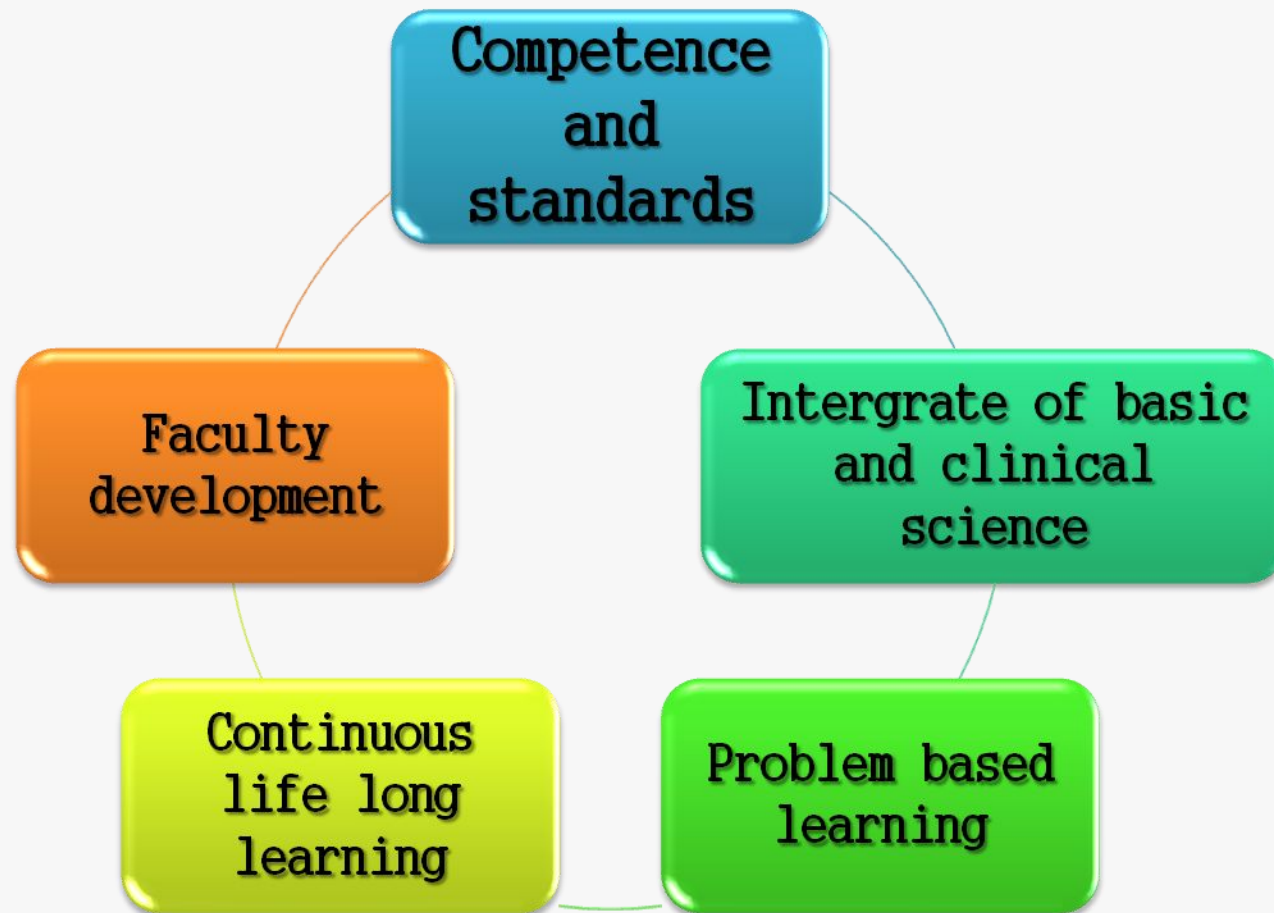 Competence
and
standards
Intergrate of basic
and clinical
science
Problem based
learning
Continuous
life long
learning
Faculty
development